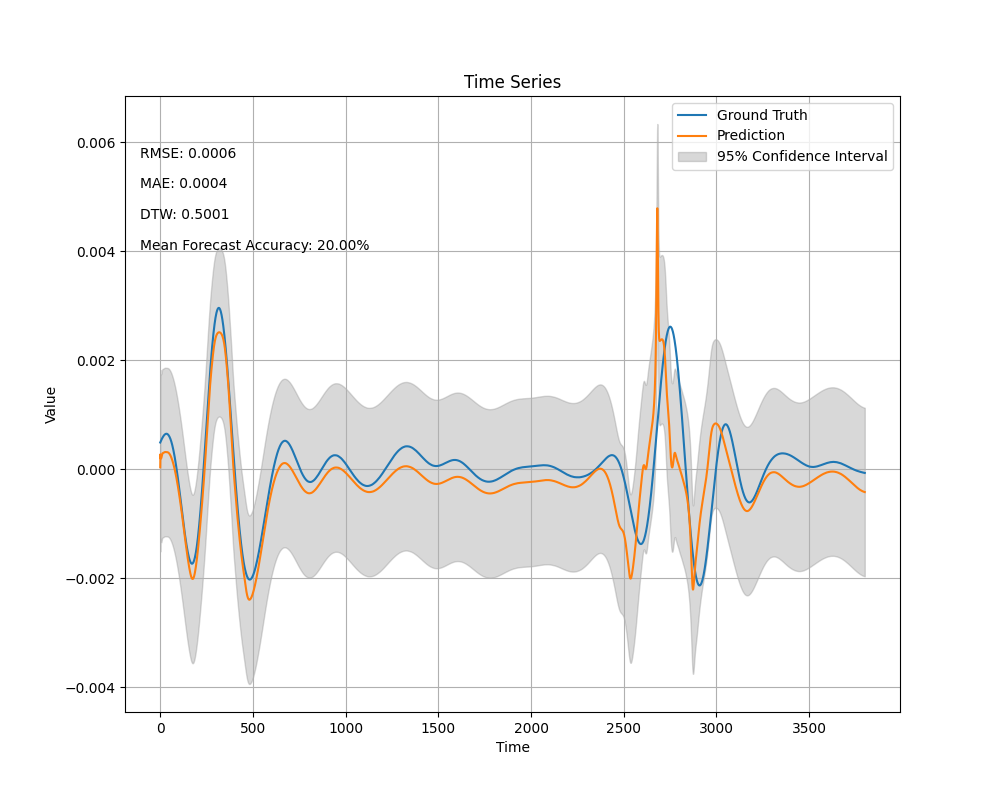 Time Series
Ground Truth
Prediction
95% Confidence Interval
RMSE: 0.0006
MAE: 0.0004
DTW: 0.5001
Mean Forecast Accuracy: 20.00%
0.006
0.004
0.002
0.000
−0.002
−0.004
Value
0 500 1000 1500 2000 2500 3000 3500
Time